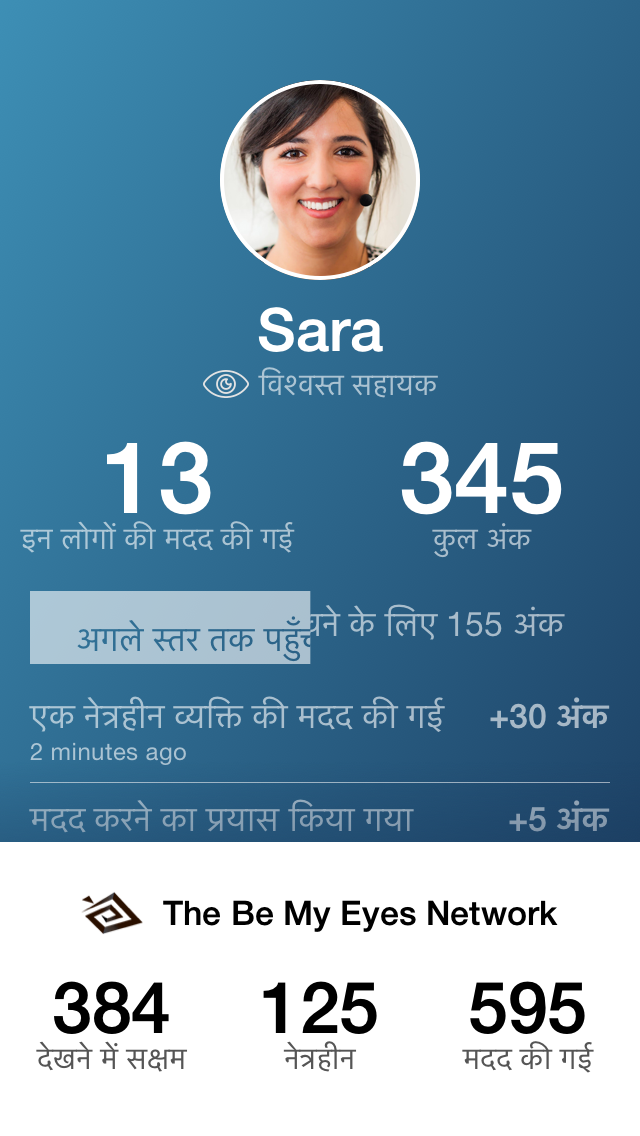 Sara
विश्वस्त सहायक
13
345
इन लोगों की मदद की गई
कुल अंक
अगले स्तर तक पहुँचने के लिए 155 अंक
एक नेत्रहीन व्यक्ति की मदद की गई +30 अंक
2 minutes ago
मदद करने का प्रयास किया गया +5 अंक
The Be My Eyes Network
384
125
595
देखने में सक्षम
नेत्रहीन
मदद की गई